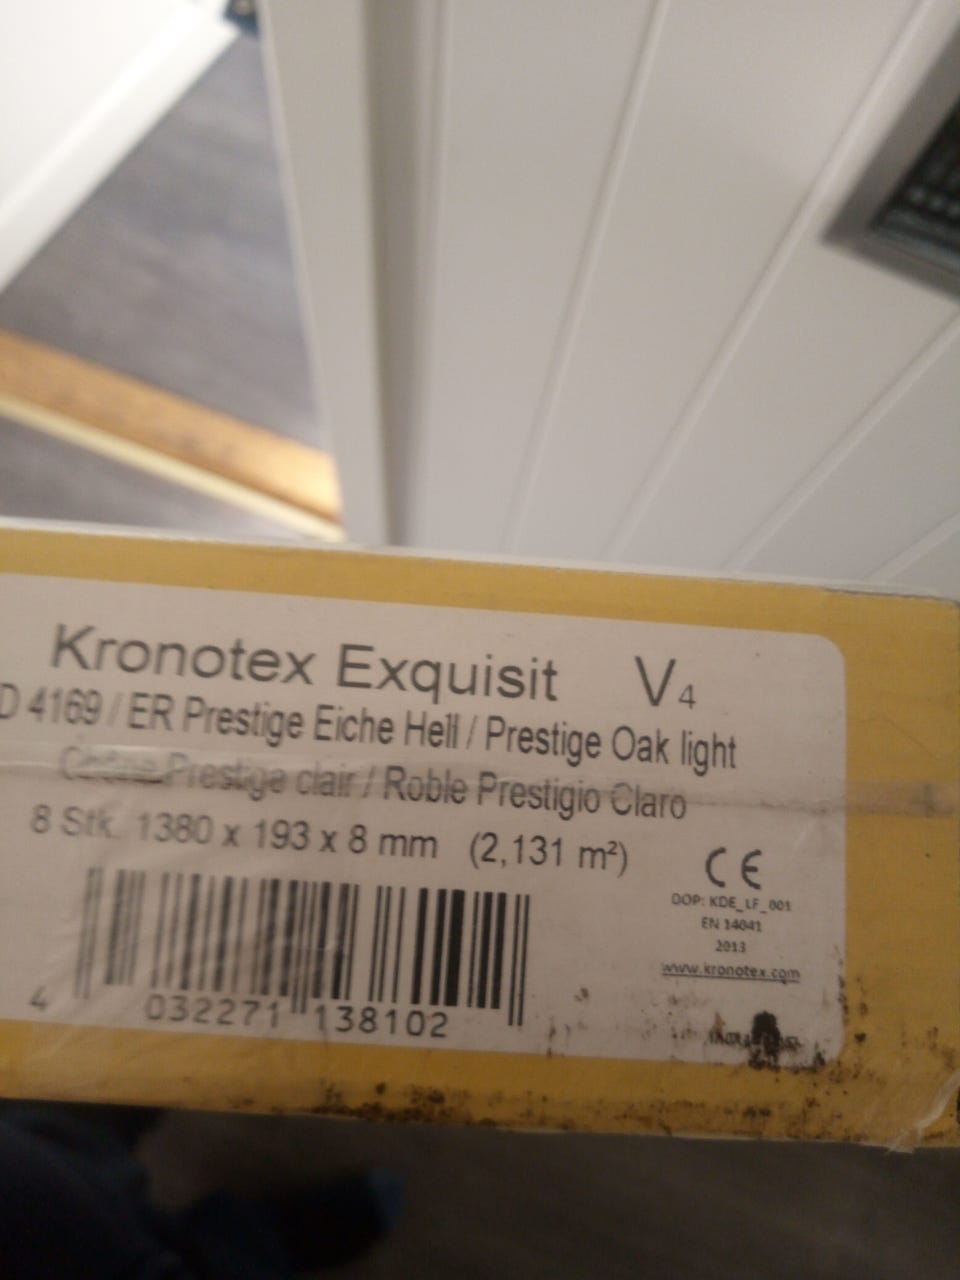 Kronotex Exquisit V4
D 4169 / ER Prestige Eiche Hell / Prestige Oak light
Chêne Prestige clair / Roble Prestigio Claro
8 Stk. 1380 x 193 x 8 mm (2,131 m²)
CE
DOP: KDE_LF_001
EN 14041
2013
www.kronotex.com
4 032271 138102